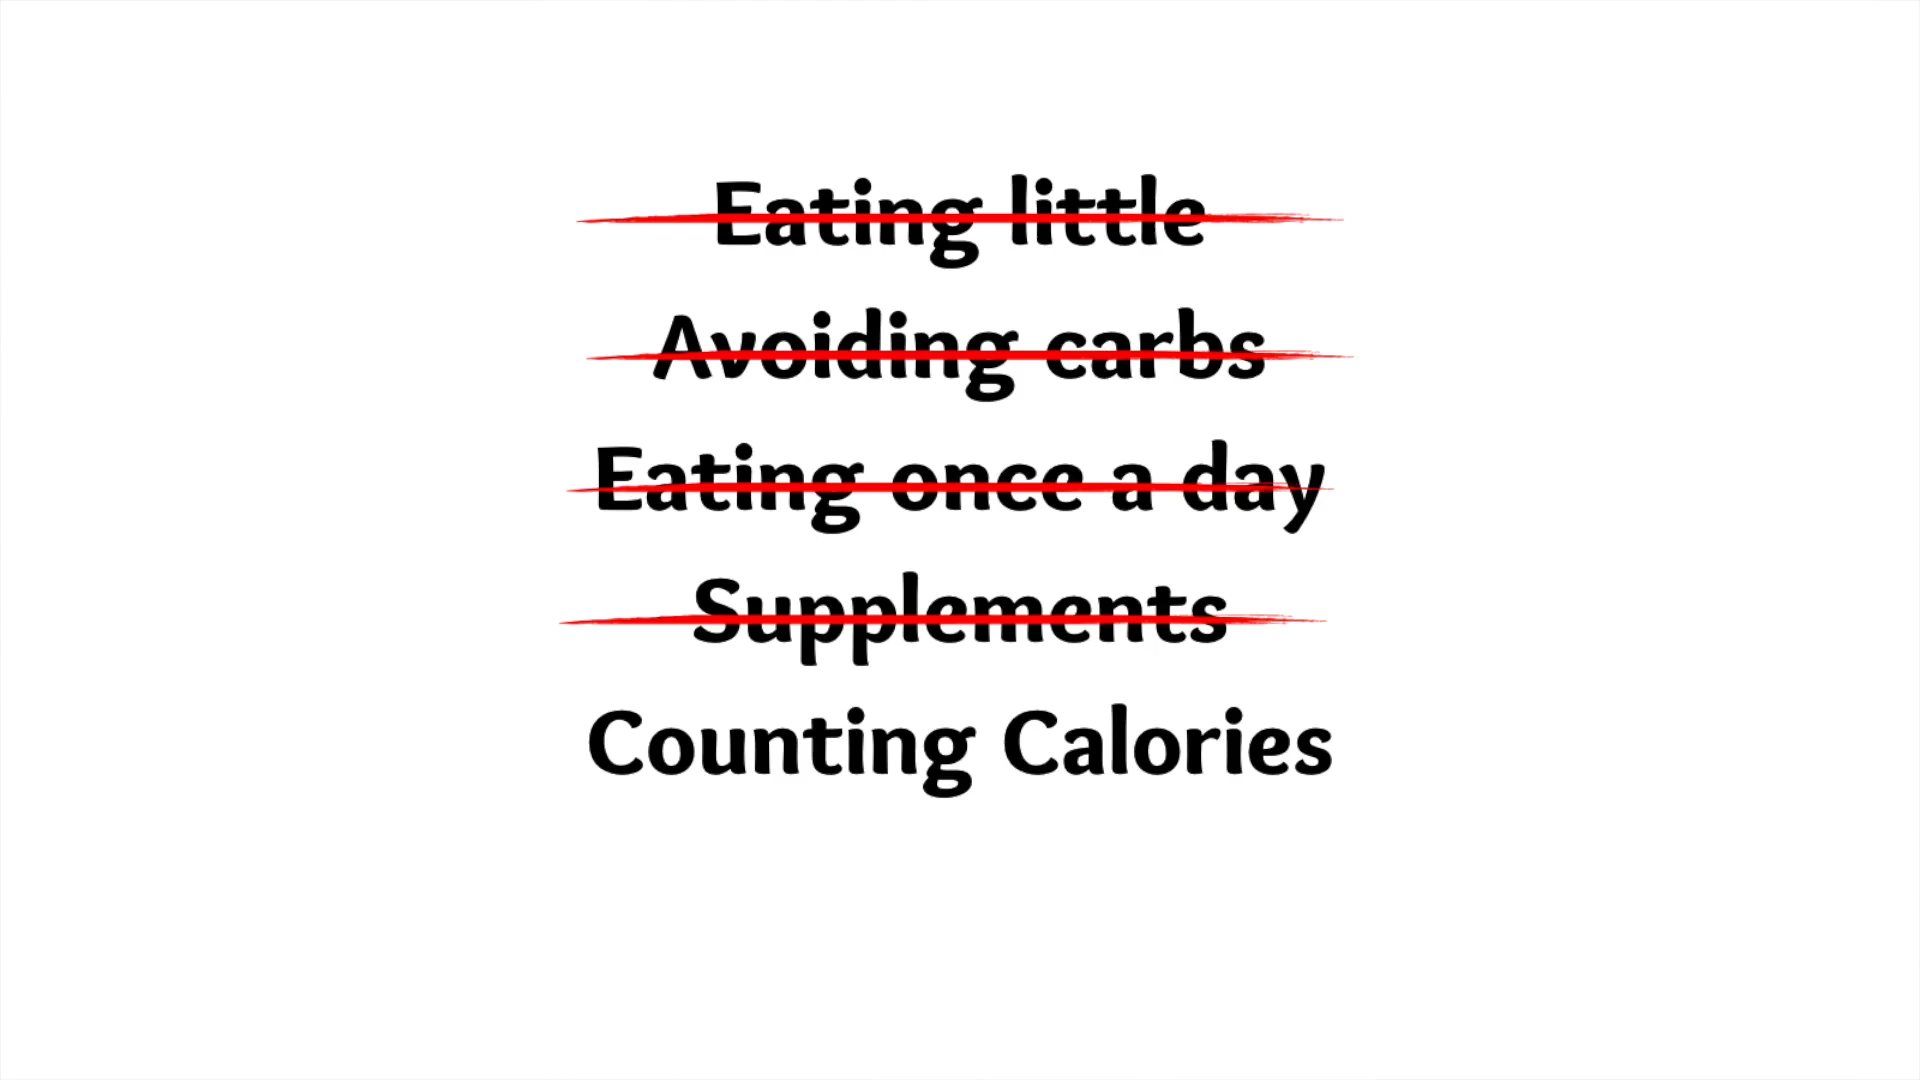 Eating little
Avoiding carbs
Eating once a day
Supplements
Counting Calories